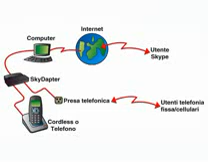 Internet
Computer
Utente
Skype
SkyDapter
Presa telefonica
Utenti telefonia
fissa/cellulari
Cordless o
Telefono